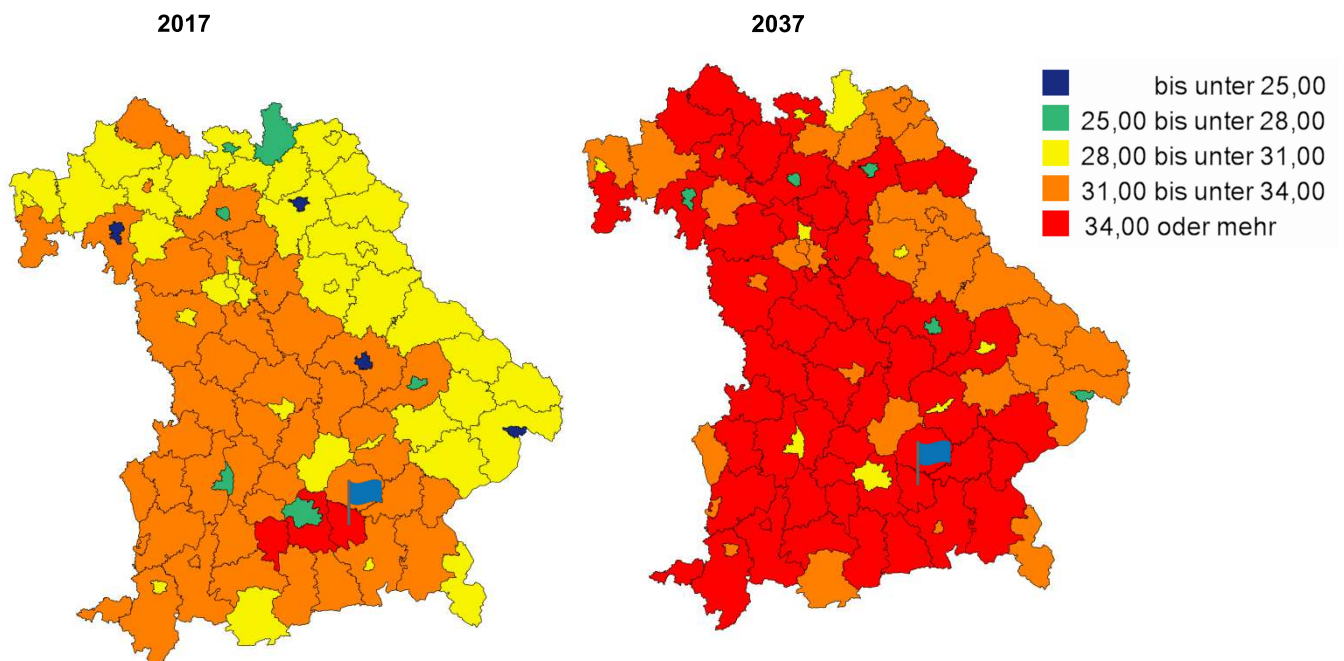 2017
2037
bis unter 25,00
25,00 bis unter 28,00
28,00 bis unter 31,00
31,00 bis unter 34,00
34,00 oder mehr